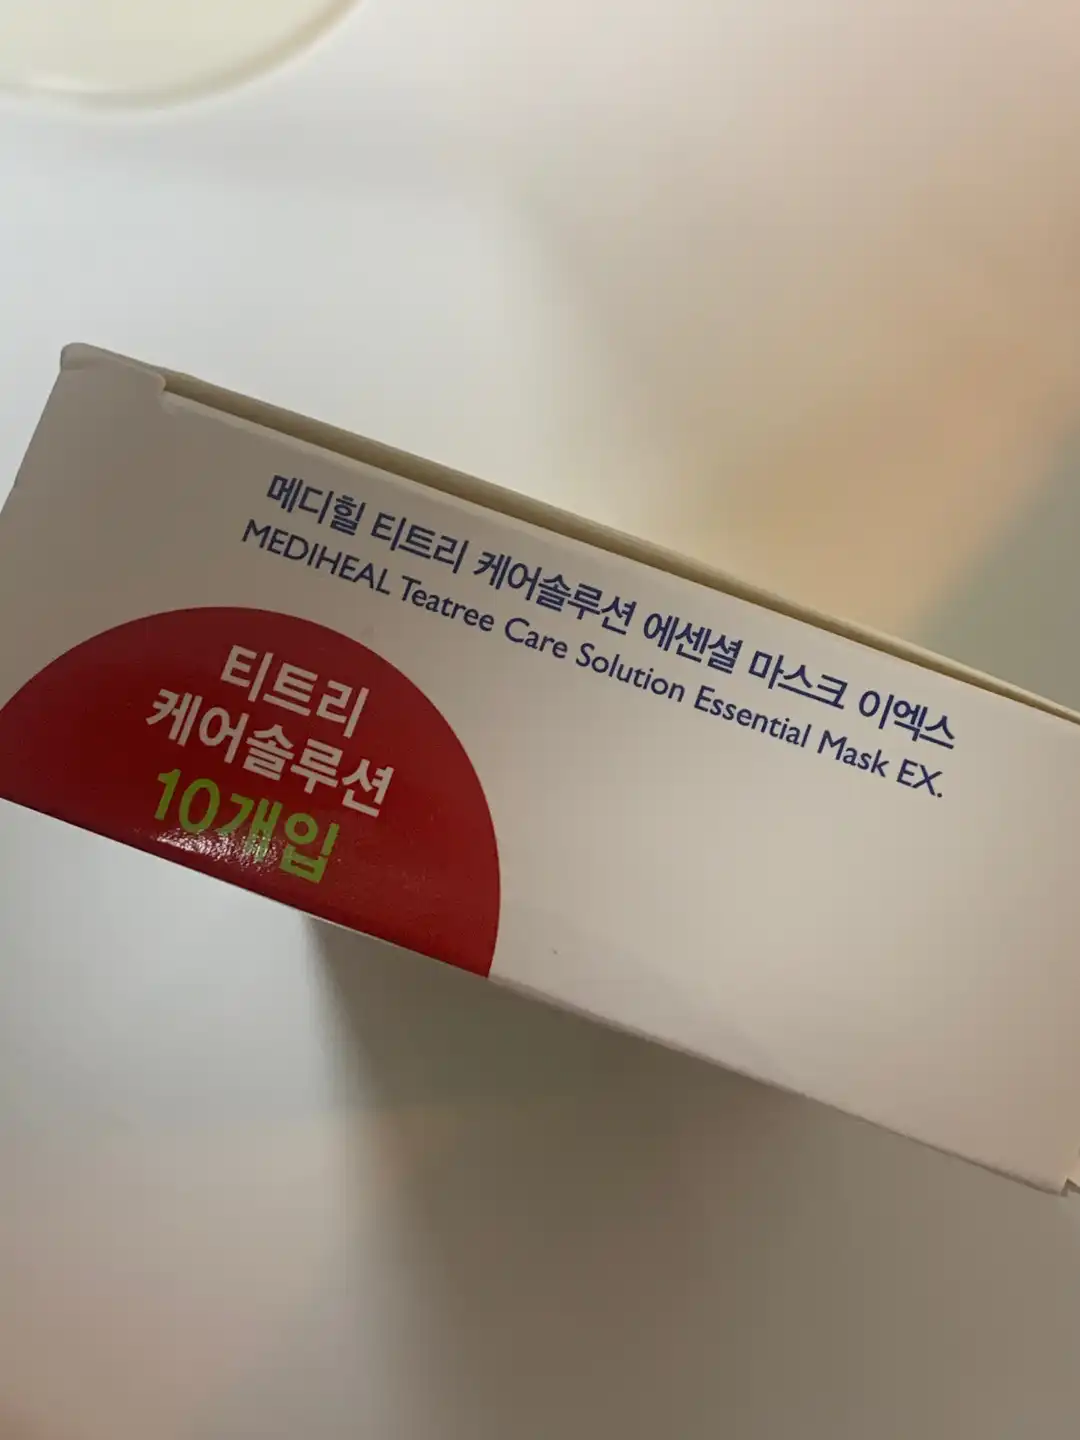 메디힐 티트리 케어솔루션 에센셜 마스크 이엑스
MEDIHEAL Teatree Care Solution Essential Mask EX.
티트리
케어솔루션
10개입